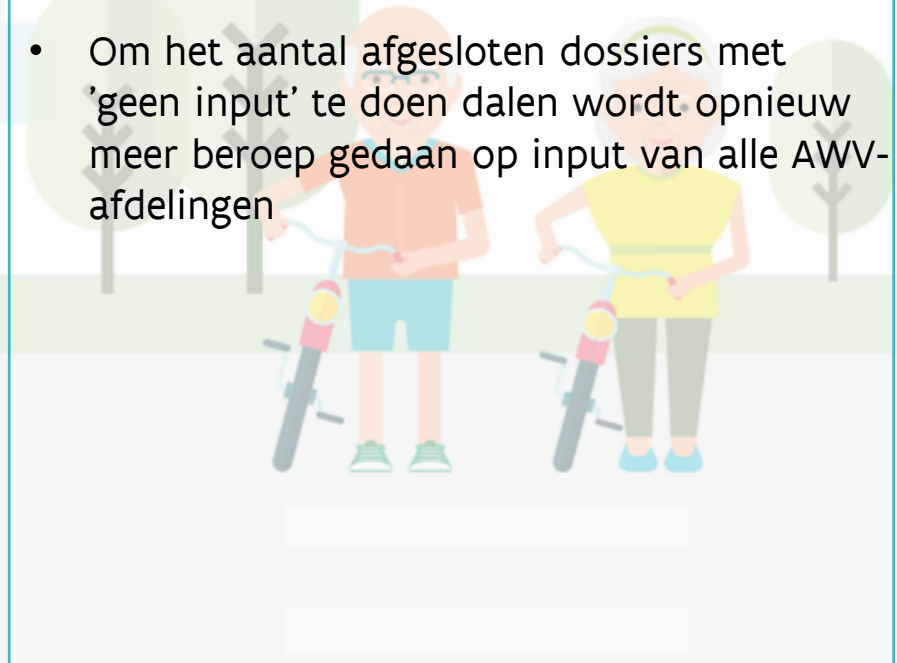 • Om het aantal afgesloten dossiers met
’geen input’ te doen dalen wordt opnieuw
meer beroep gedaan op input van alle AWV-
afdelingen